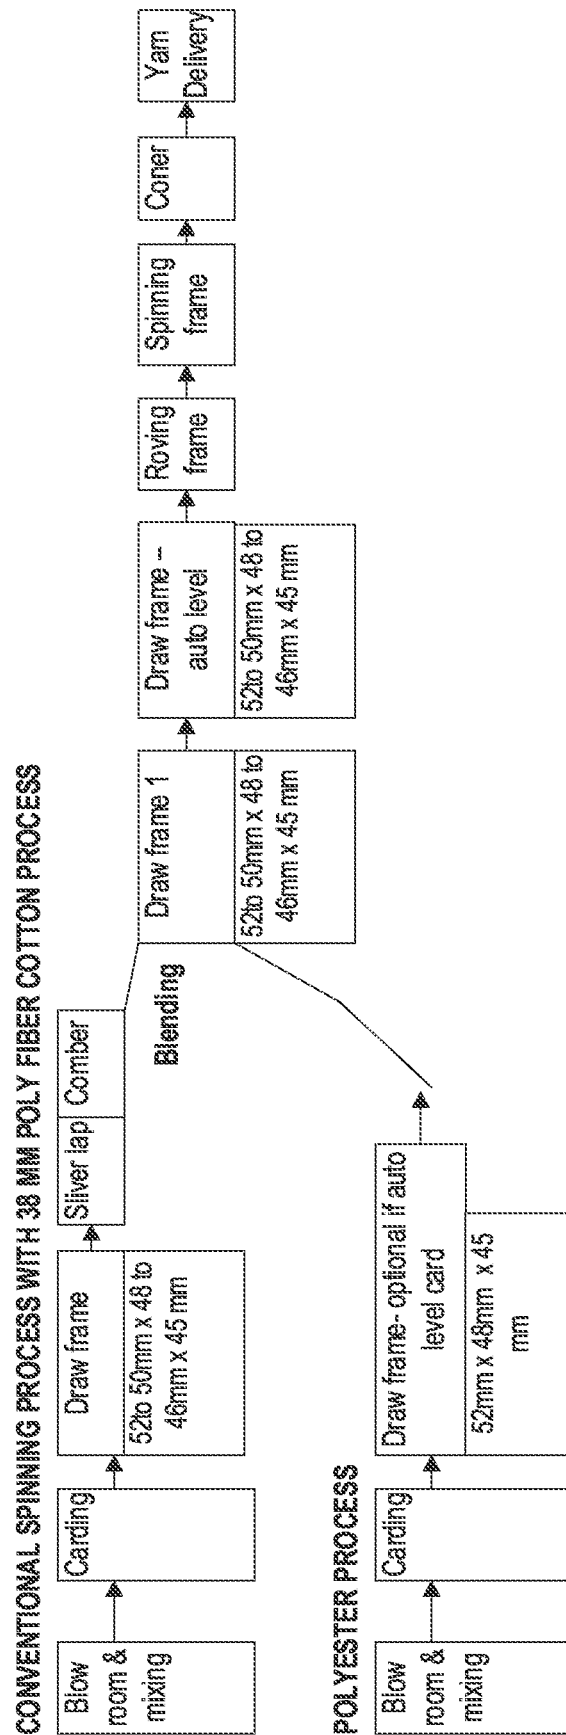 CONVENTIONAL SPINNING PROCESS WITH 38 MM POLY FIBER COTTON PROCESS
Blow
room &
mixing
Carding
Draw frame
52to 50mm x 48 to
46mm x 45 mm
Sliver lap
Comber
Blending
Draw frame 1
52to 50mm x 48 to
46mm x 45 mm
Draw frame –
auto level
52to 50mm x 48 to
46mm x 45 mm
Roving
frame
Spinning
frame
Coner
Yarn
Delivery
POLYESTER PROCESS
Blow
room &
mixing
Carding
Draw frame- optional if auto
level card
52mm x 48mm x 45
mm